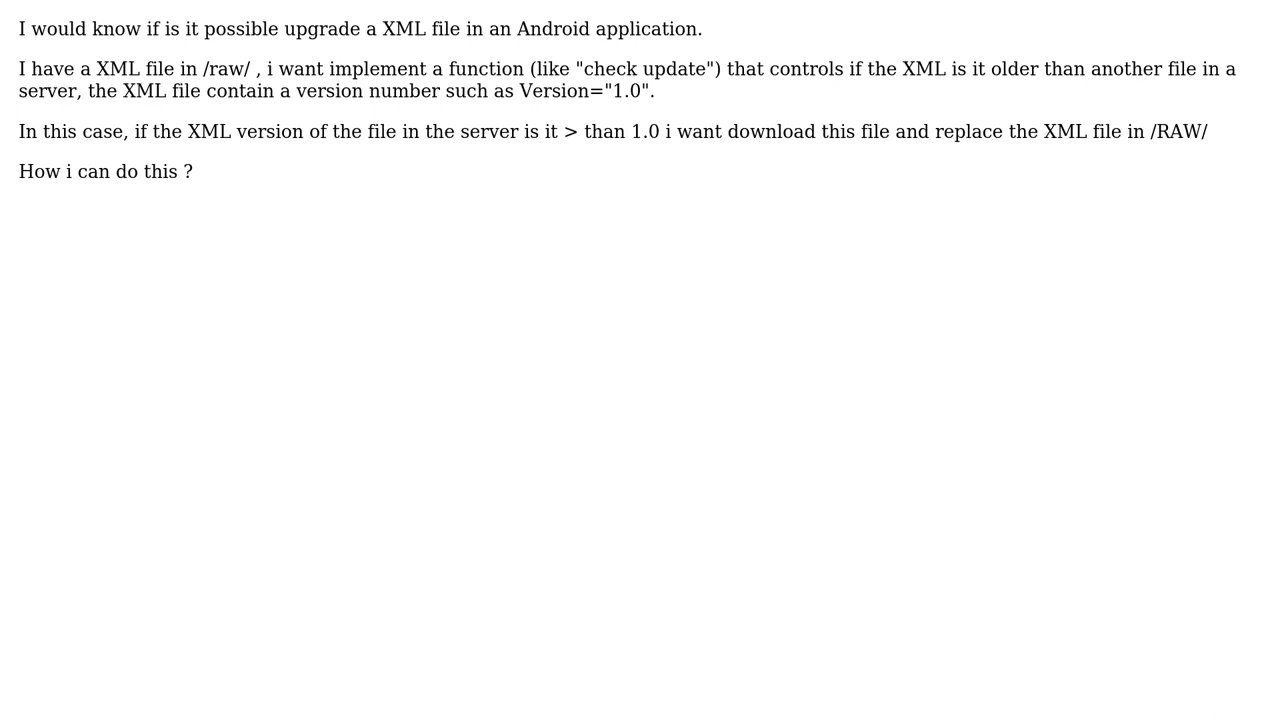 I would know if is it possible upgrade a XML file in an Android application.
I have a XML file in /raw/ , i want implement a function (like "check update") that controls if the XML is it older than another file in a
server, the XML file contain a version number such as Version="1.0".
In this case, if the XML version of the file in the server is it > than 1.0 i want download this file and replace the XML file in /RAW/
How i can do this ?